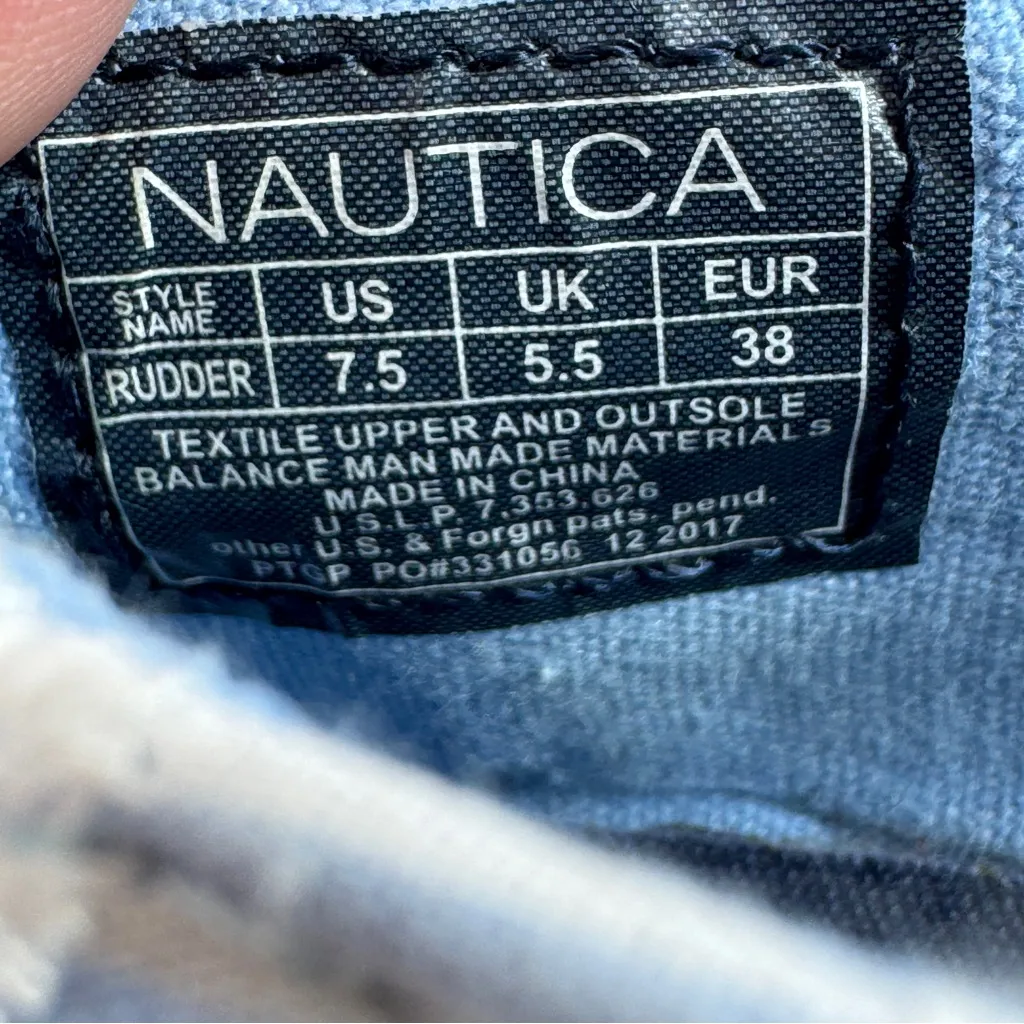 NAUTICA
STYLE NAME US UK EUR
RUDDER 7.5 5.5 38
TEXTILE UPPER AND OUTSOLE
BALANCE MAN MADE MATERIALS
MADE IN CHINA
U.S.L.P. 7.353.626
other U.S. & Forgn pats. pend.
PTGP PO#331056 12 2017